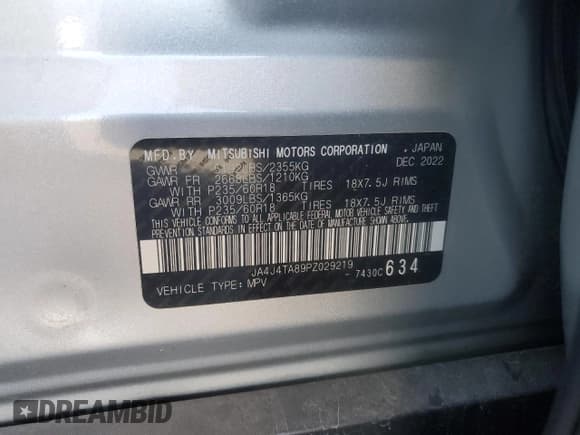 MFD.BY MITSUBISHI MOTORS CORPORATION . JAPAN
GVWR LBS/2355KG DEC 2022
GAWR FR LBS/1210KG
WITH P235/60R18 TIRES 18X7.5J RIMS
GAWR RR 3009LBS/1365KG
WITH P235/60R18 TIRES 18X7.5J RIMS
THIS VEHICLE CONFORMS TO ALL APPLICABLE FEDERAL MOTOR VEHICLE SAFETY AND THEFT
PREVENTION STANDARDS IN EFFECT ON THE DATE OF MANUFACTURE SHOWN ABOVE.
JA4J4TA89PZ029219 - 7430C 634
VEHICLE TYPE: MPV
DREAMBID